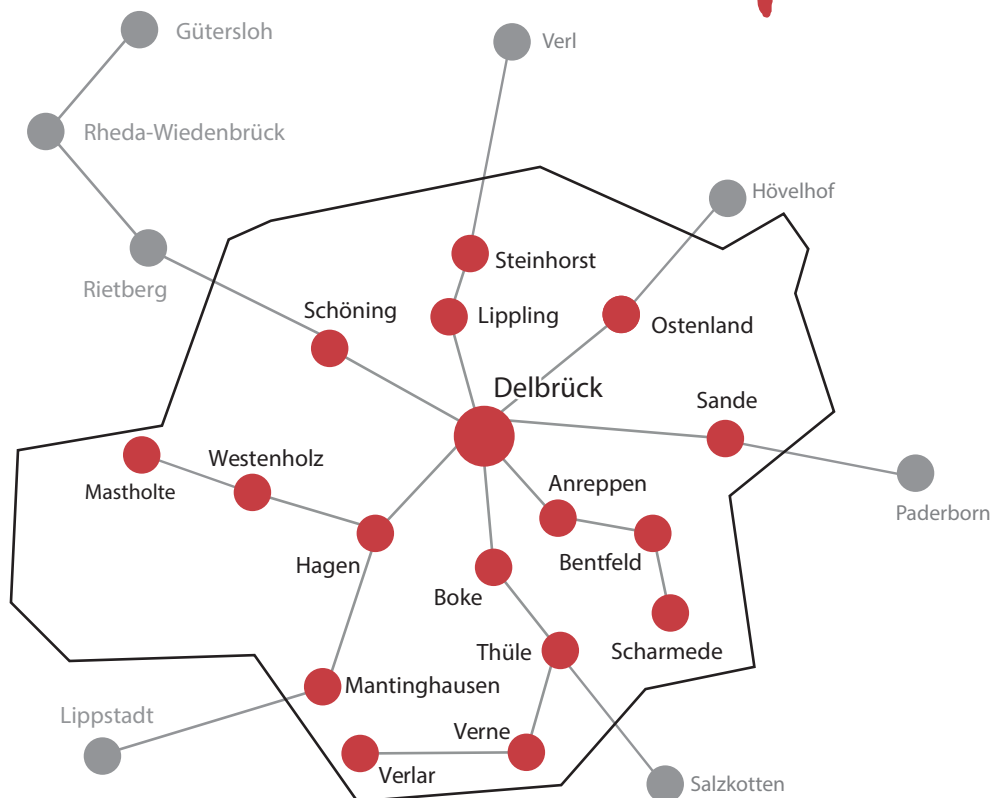 Gütersloh
Verl
Rheda-Wiedenbrück
Hövelhof
Steinhorst
Rietberg
Schöning
Lippling
Ostenland
Delbrück
Sande
Westenholz
Mastholte
Anreppen
Paderborn
Hagen
Bentfeld
Boke
Thüle
Scharmede
Mantinghausen
Lippstadt
Verne
Verlar
Salzkotten